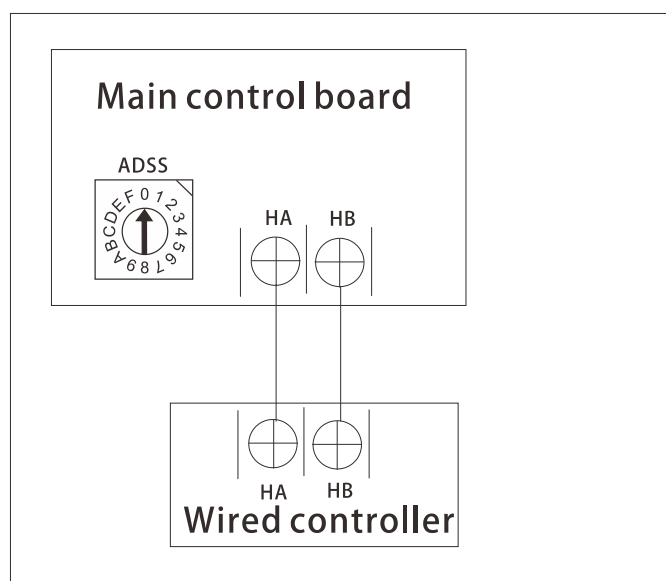 Main control board
ADSS
0123456789ABCDEF
HA HB
HA HB
Wired controller